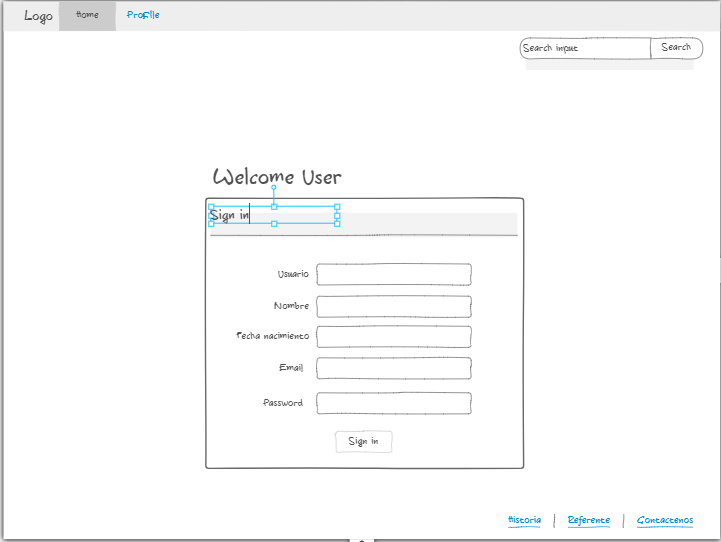 Logo Home Profile
Search input Search
Welcome User
Sign in
Usuario
Nombre
Fecha nacimiento
Email
Password
Sign in
Historia | Referente | Contactenos